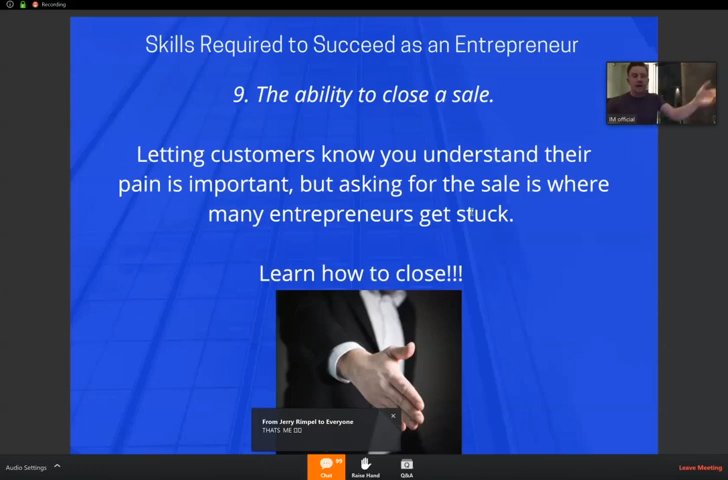 Recording
Skills Required to Succeed as an Entrepreneur
9. The ability to close a sale.
IM official
Letting customers know you understand their
pain is important, but asking for the sale is where
many entrepreneurs get stuck.
Learn how to close!!!
From Jerry Rimpel to Everyone
THATS ME
Audio Settings
Chat
99
Raise Hand
Q&A
Leave Meeting